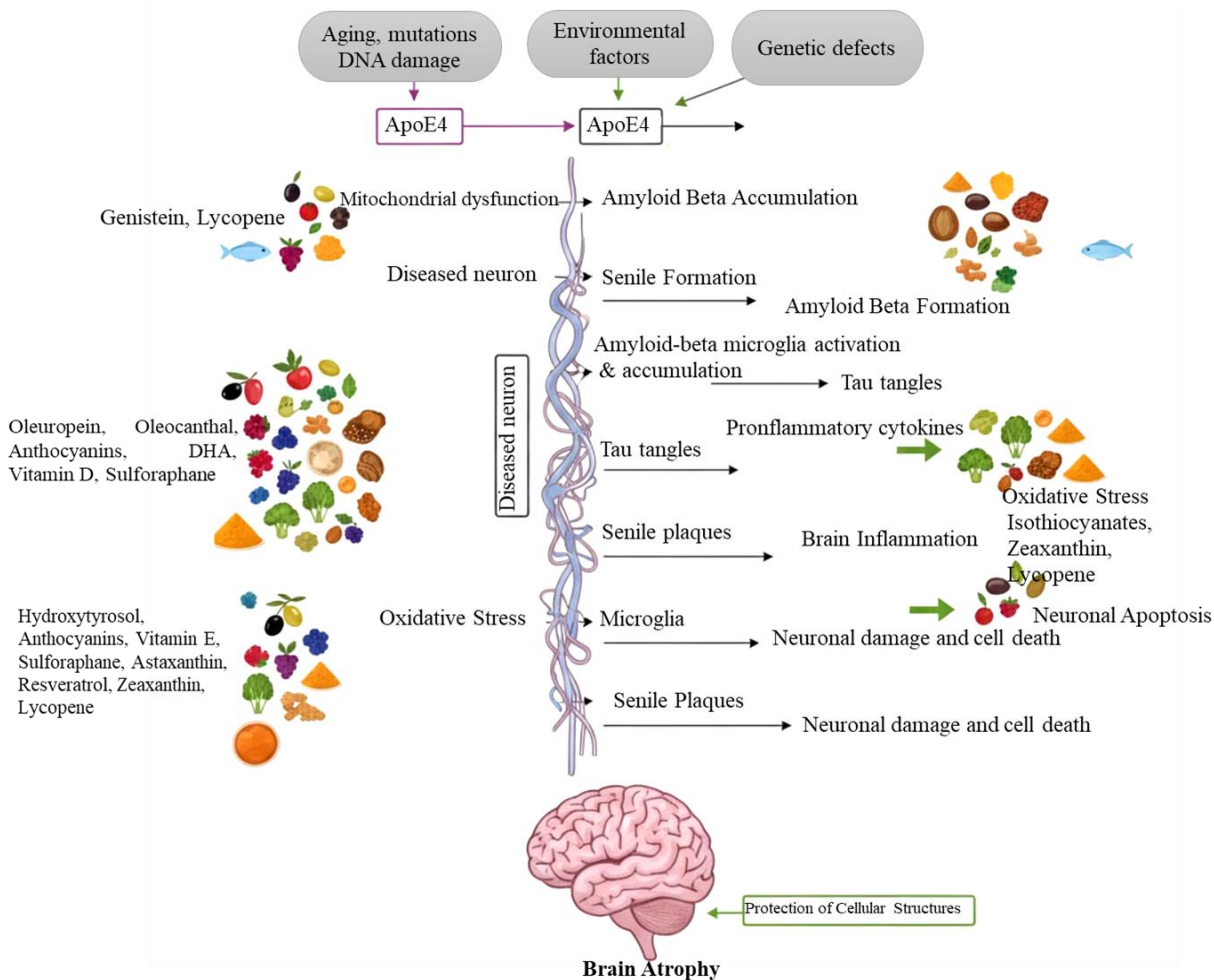 Aging, mutations
DNA damage
Environmental
factors
Genetic defects
ApoE4
ApoE4
Genistein, Lycopene
Mitochondrial dysfunction
Amyloid Beta Accumulation
Diseased neuron
Senile Formation
Amyloid Beta Formation
Amyloid-beta microglia activation
& accumulation
Tau tangles
Diseased neuron
Oleuropein, Oleocanthal,
Anthocyanins, DHA,
Vitamin D, Sulforaphane
Tau tangles
Pronflammatory cytokines
Oxidative Stress
Isothiocyanates,
Zeaxanthin,
Lycopene
Senile plaques
Brain Inflammation
Hydroxytyrosol,
Anthocyanins, Vitamin E,
Sulforaphane, Astaxanthin,
Resveratrol, Zeaxanthin,
Lycopene
Oxidative Stress
Microglia
Neuronal Apoptosis
Neuronal damage and cell death
Senile Plaques
Neuronal damage and cell death
Protection of Cellular Structures
Brain Atrophy